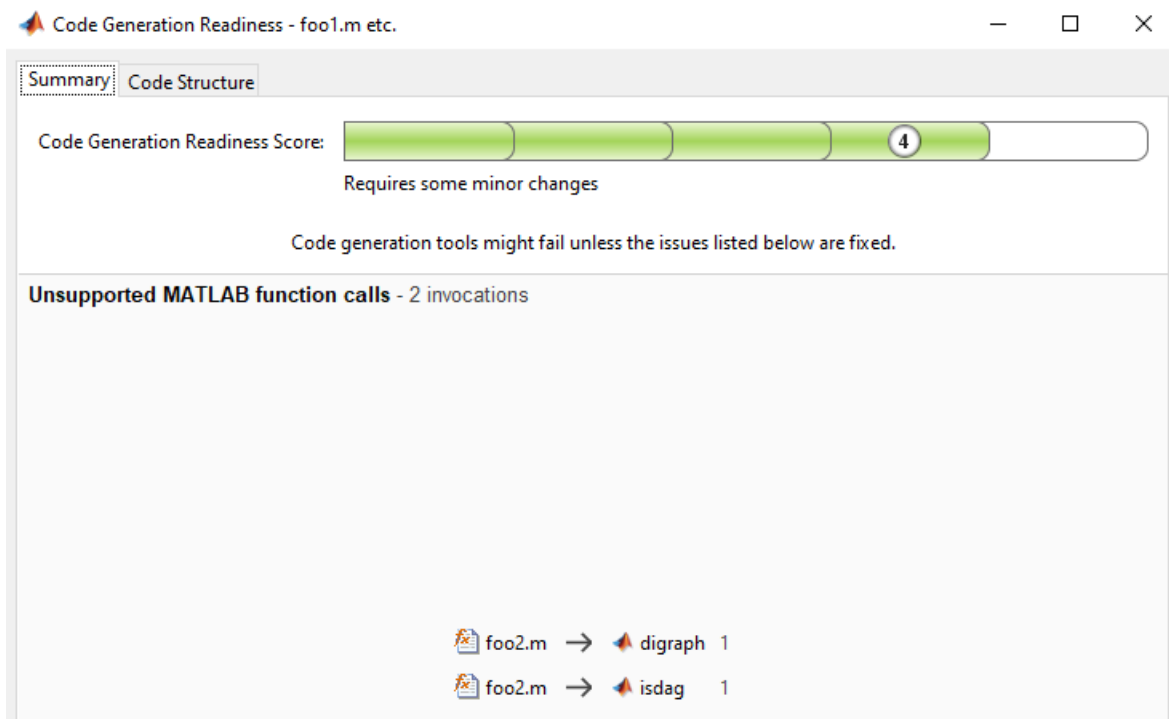 Code Generation Readiness - foo1.m etc.
Summary Code Structure
Code Generation Readiness Score: 4
Requires some minor changes
Code generation tools might fail unless the issues listed below are fixed.
Unsupported MATLAB function calls - 2 invocations
foo2.m → digraph 1
foo2.m → isdag 1